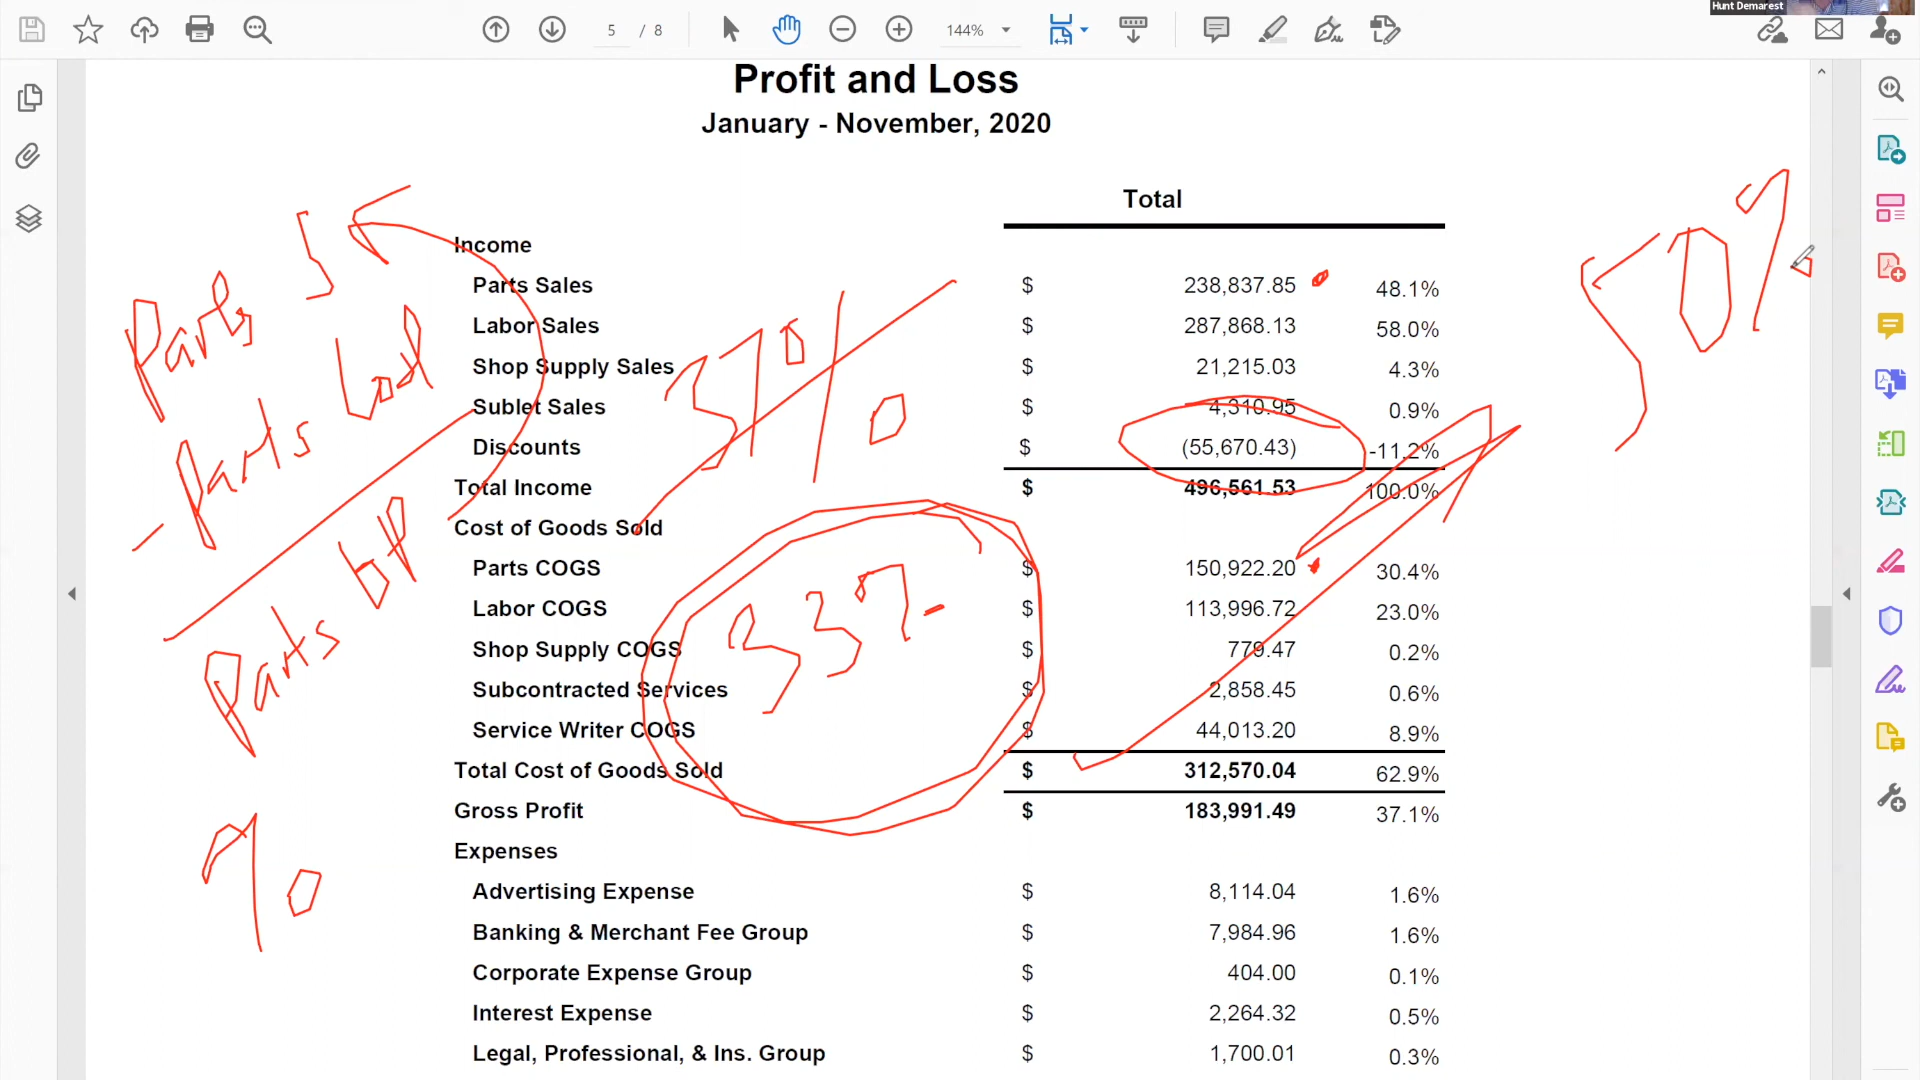 Hunt Demarest
5 / 8
144%
Profit and Loss
January - November, 2020
Total
Income
Parts Sales $ 238,837.85 48.1%
Labor Sales $ 287,868.13 58.0%
Shop Supply Sales $ 21,215.03 4.3%
Sublet Sales $ 4,310.95 0.9%
Discounts $ (55,670.43) -11.2%
Total Income $ 496,561.53 100.0%
Cost of Goods Sold
Parts COGS $ 150,922.20 30.4%
Labor COGS $ 113,996.72 23.0%
Shop Supply COGS $ 779.47 0.2%
Subcontracted Services $ 2,858.45 0.6%
Service Writer COGS $ 44,013.20 8.9%
Total Cost of Goods Sold $ 312,570.04 62.9%
Gross Profit $ 183,991.49 37.1%
Expenses
Advertising Expense $ 8,114.04 1.6%
Banking & Merchant Fee Group $ 7,984.96 1.6%
Corporate Expense Group $ 404.00 0.1%
Interest Expense $ 2,264.32 0.5%
Legal, Professional, & Ins. Group $ 1,700.01 0.3%
Parts S
- Parts Cost
Parts GP
%
37%
50%